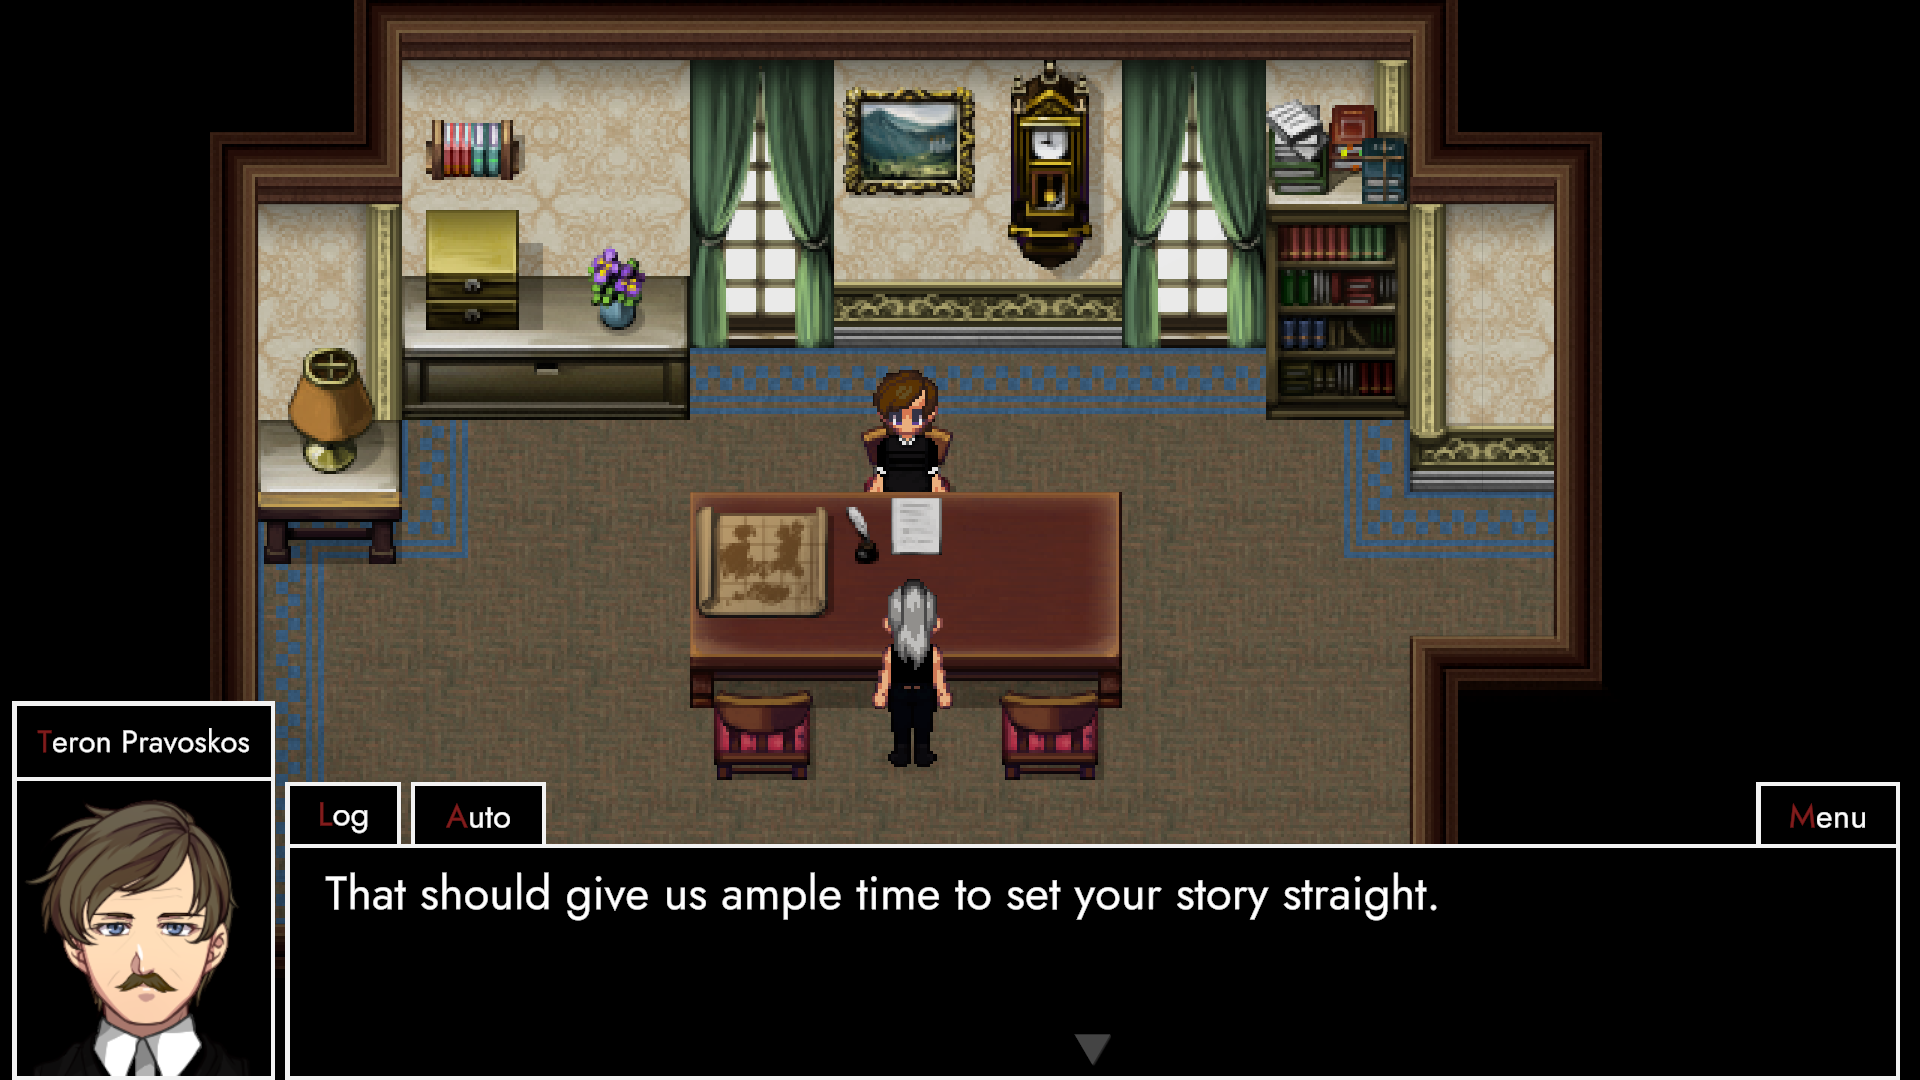 Teron Pravoskos
Log
Auto
Menu
That should give us ample time to set your story straight.